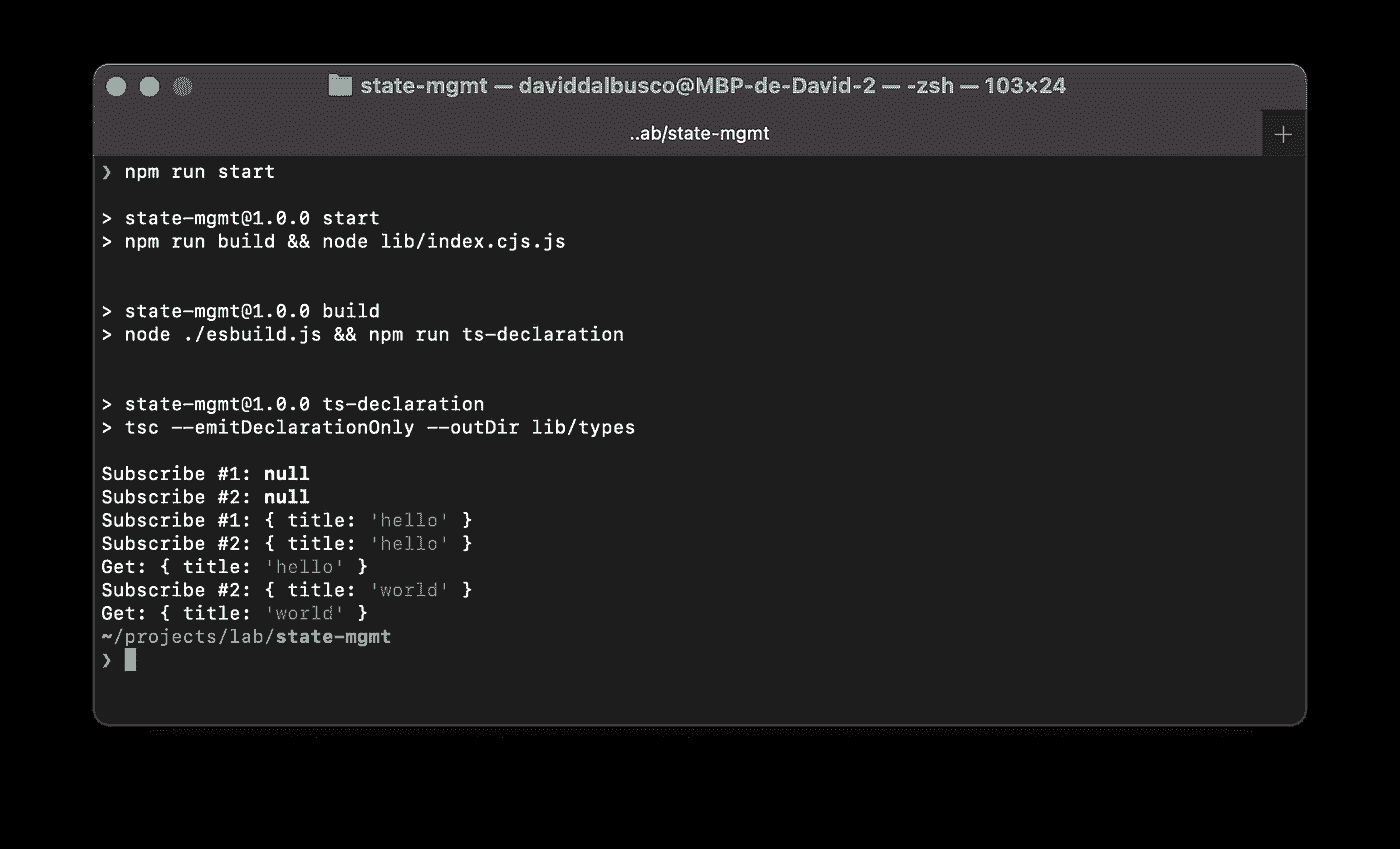 state-mgmt — daviddalbusco@MBP-de-David-2 — -zsh — 103×24
..ab/state-mgmt
❯ npm run start
> state-mgmt@1.0.0 start
> npm run build && node lib/index.cjs.js
> state-mgmt@1.0.0 build
> node ./esbuild.js && npm run ts-declaration
> state-mgmt@1.0.0 ts-declaration
> tsc --emitDeclarationOnly --outDir lib/types
Subscribe #1: null
Subscribe #2: null
Subscribe #1: { title: 'hello' }
Subscribe #2: { title: 'hello' }
Get: { title: 'hello' }
Subscribe #2: { title: 'world' }
Get: { title: 'world' }
~/projects/lab/state-mgmt
❯